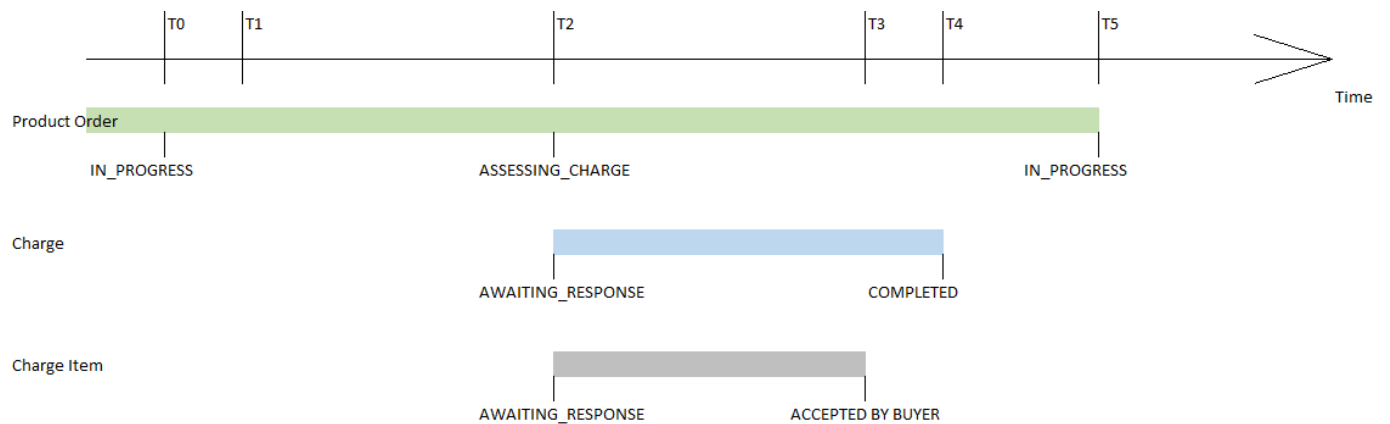 T0
T1
T2
T3
T4
T5
Time
Product Order
IN_PROGRESS
ASSESSING_CHARGE
IN_PROGRESS
Charge
AWAITING_RESPONSE
COMPLETED
Charge Item
AWAITING_RESPONSE
ACCEPTED BY BUYER